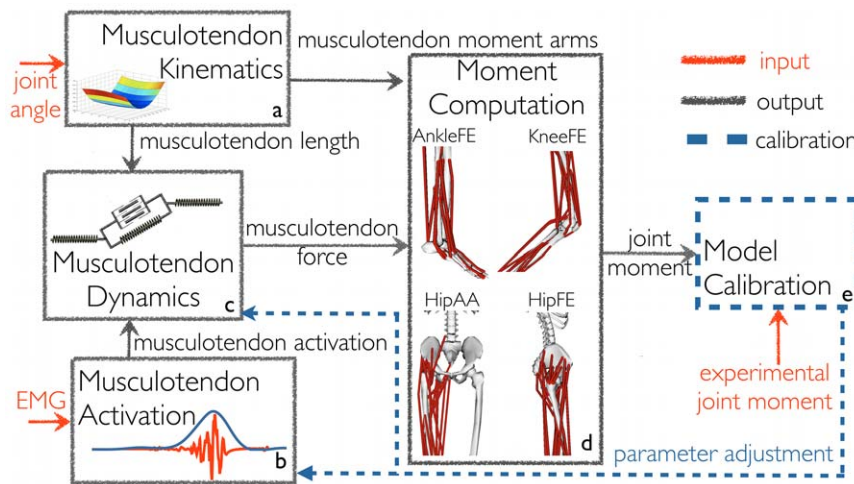 Musculotendon
Kinematics
a
joint
angle
musculotendon moment arms
musculotendon length
Moment
Computation
AnkleFE
KneeFE
HipAA
HipFE
d
input
output
calibration
Musculotendon
Dynamics
c
musculotendon
force
joint
moment
Model
Calibration
e
musculotendon activation
EMG
Musculotendon
Activation
b
experimental
joint moment
parameter adjustment